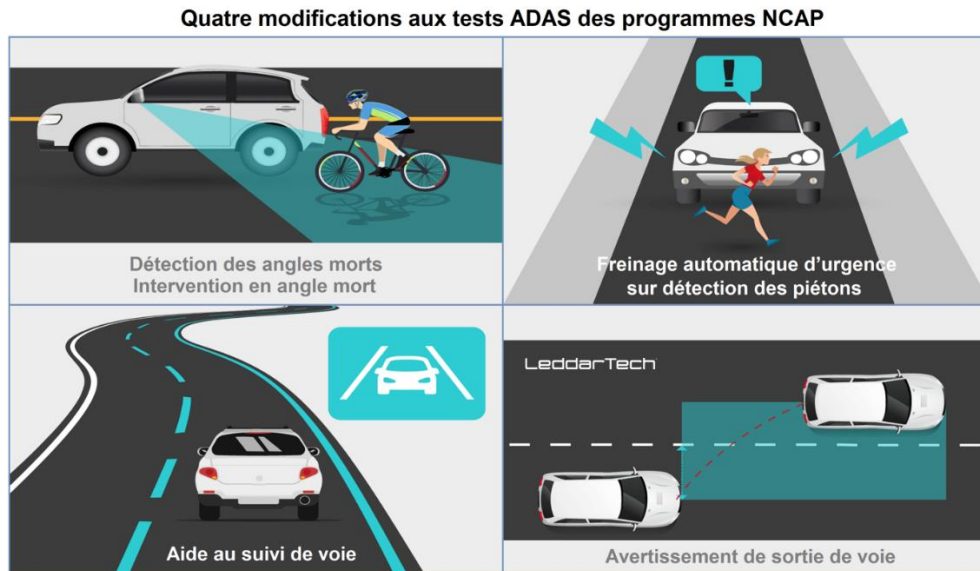 Quatre modifications aux tests ADAS des programmes NCAP
Détection des angles morts
Intervention en angle mort
!
Freinage automatique d'urgence
sur détection des piétons
Aide au suivi de voie
LeddarTech
Avertissement de sortie de voie